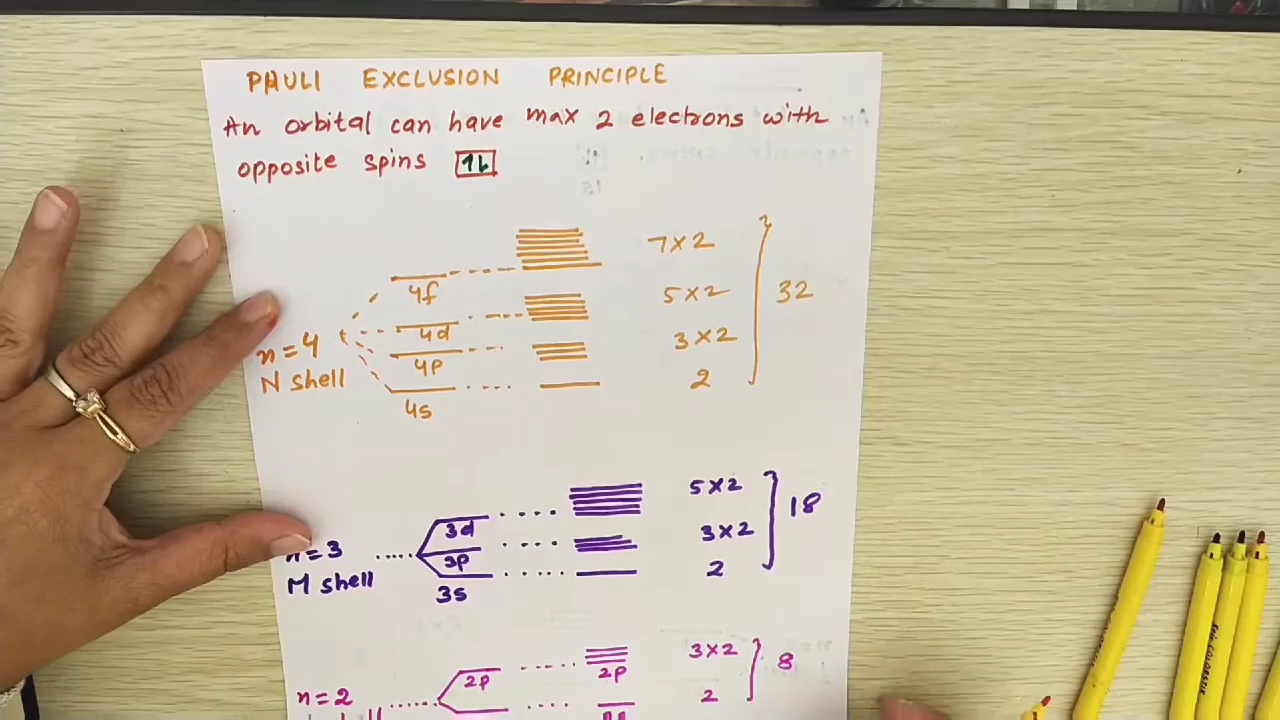 PAULI EXCLUSION PRINCIPLE
An orbital can have max 2 electrons with
opposite spins 1L
7×2
4f
5×2
32
4d
3×2
n=4
4p
N shell
2
4s
5×2
18
3d
3×2
n=3
3p
M shell
2
3s
3×2
8
2p
2p
n=2
2